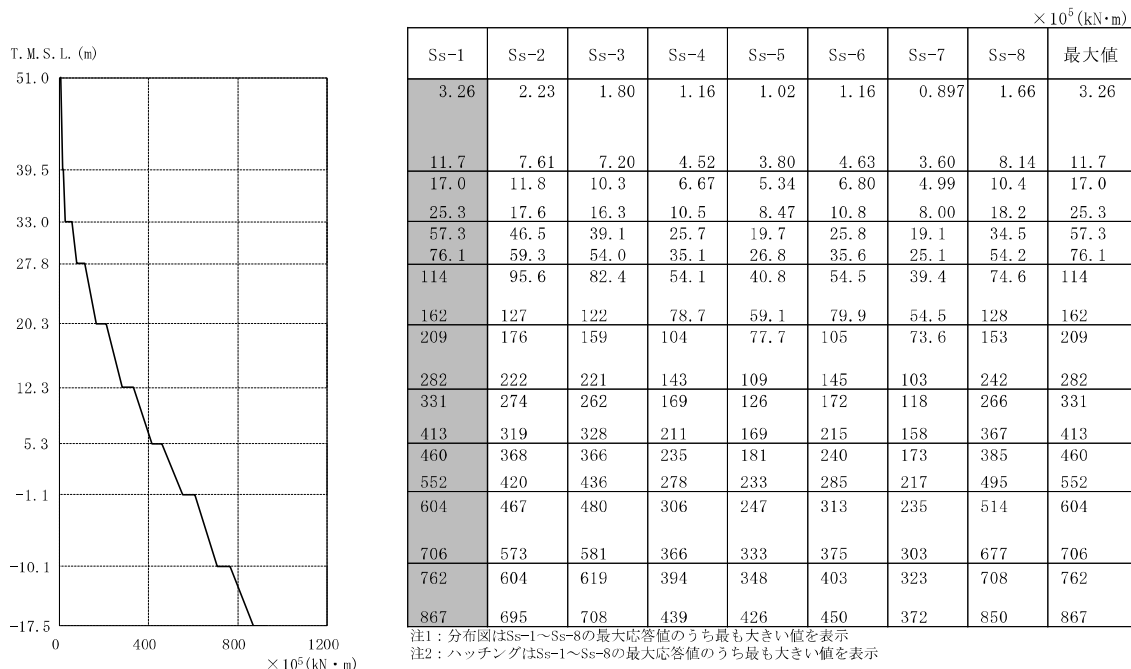 ×10⁵(kN・m)
T.M.S.L.(m)
51.0
39.5
33.0
27.8
20.3
12.3
5.3
-1.1
-10.1
-17.5
0 400 800 1200
×10⁵(kN・m)
Ss-1 Ss-2 Ss-3 Ss-4 Ss-5 Ss-6 Ss-7 Ss-8 最大値
3.26 2.23 1.80 1.16 1.02 1.16 0.897 1.66 3.26
11.7 7.61 7.20 4.52 3.80 4.63 3.60 8.14 11.7
17.0 11.8 10.3 6.67 5.34 6.80 4.99 10.4 17.0
25.3 17.6 16.3 10.5 8.47 10.8 8.00 18.2 25.3
57.3 46.5 39.1 25.7 19.7 25.8 19.1 34.5 57.3
76.1 59.3 54.0 35.1 26.8 35.6 25.1 54.2 76.1
114 95.6 82.4 54.1 40.8 54.5 39.4 74.6 114
162 127 122 78.7 59.1 79.9 54.5 128 162
209 176 159 104 77.7 105 73.6 153 209
282 222 221 143 109 145 103 242 282
331 274 262 169 126 172 118 266 331
413 319 328 211 169 215 158 367 413
460 368 366 235 181 240 173 385 460
552 420 436 278 233 285 217 495 552
604 467 480 306 247 313 235 514 604
706 573 581 366 333 375 303 677 706
762 604 619 394 348 403 323 708 762
867 695 708 439 426 450 372 850 867
注1：分布図はSs-1～Ss-8の最大応答値のうち最も大きい値を表示
注2：ハッチングはSs-1～Ss-8の最大応答値のうち最も大きい値を表示